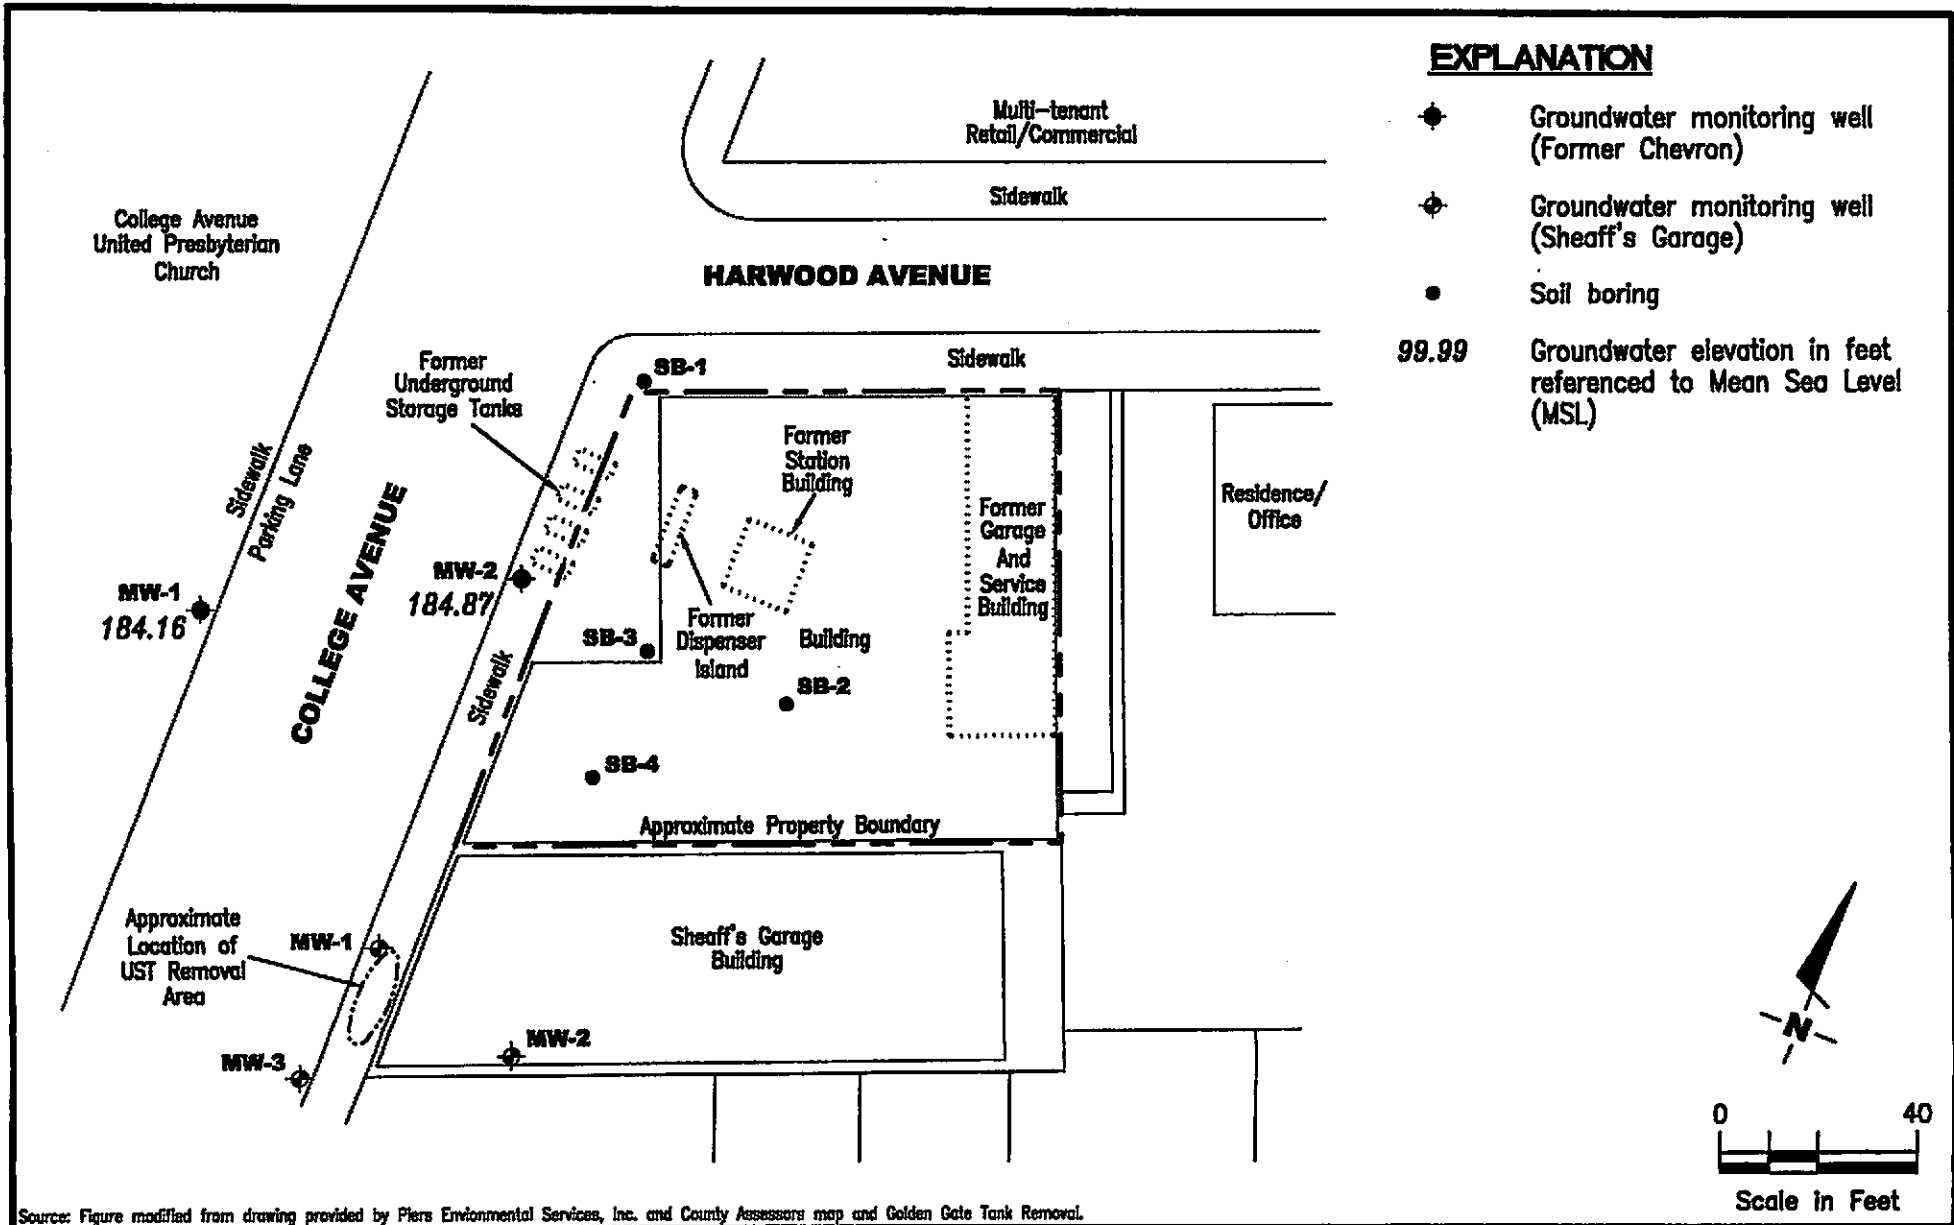 EXPLANATION
Groundwater monitoring well
(Former Chevron)
Groundwater monitoring well
(Sheaff's Garage)
Soil boring
99.99
Groundwater elevation in feet
referenced to Mean Sea Level
(MSL)
Multi-tenant
Retail/Commercial
Sidewalk
College Avenue
United Presbyterian
Church
HARWOOD AVENUE
Sidewalk
Former
Underground
Storage Tanks
SB-1
Former
Station
Building
Sidewalk
Parking Lane
COLLEGE AVENUE
Former
Garage
And
Service
Building
Residence/
Office
MW-1
184.16
MW-2
184.87
Former
Dispenser
Island
Building
SB-3
SB-2
Sidewalk
SB-4
Approximate Property Boundary
Approximate
Location of
UST Removal
Area
MW-1
Sheaff's Garage
Building
MW-2
MW-3
N
0 40
Scale in Feet
Source: Figure modified from drawing provided by Piers Envionmental Services, Inc. and County Assessors map and Golden Gate Tank Removal.